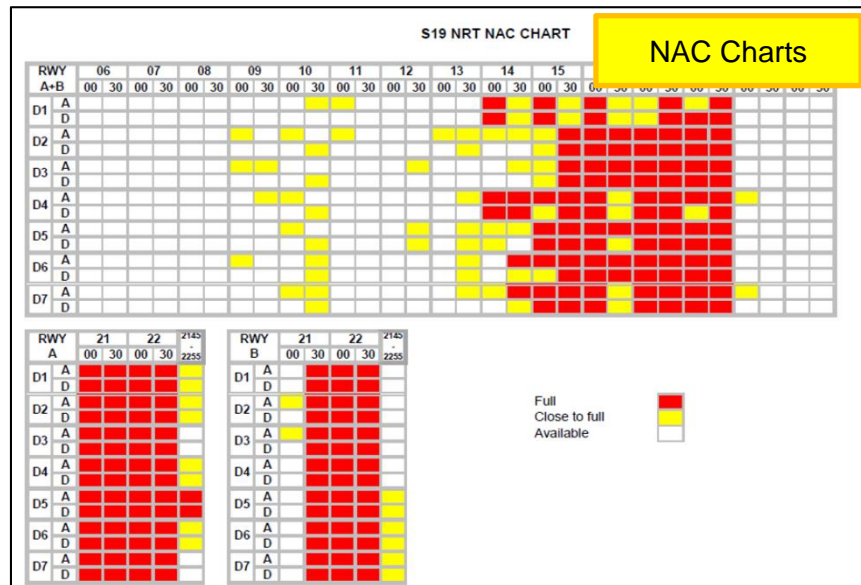 S19 NRT NAC CHART
NAC Charts
RWY 06 07 08 09 10 11 12 13 14 15
A+B 00 30 00 30 00 30 00 30 00 30 00 30 00 30 00 30 00 30 00 30
D1 A
D
D2 A
D
D3 A
D
D4 A
D
D5 A
D
D6 A
D
D7 A
D
RWY 21 22 2145
A 00 30 00 30 - 2255
D1 A
D
D2 A
D
D3 A
D
D4 A
D
D5 A
D
D6 A
D
D7 A
D
RWY 21 22 2145
B 00 30 00 30 - 2255
D1 A
D
D2 A
D
D3 A
D
D4 A
D
D5 A
D
D6 A
D
D7 A
D
Full
Close to full
Available